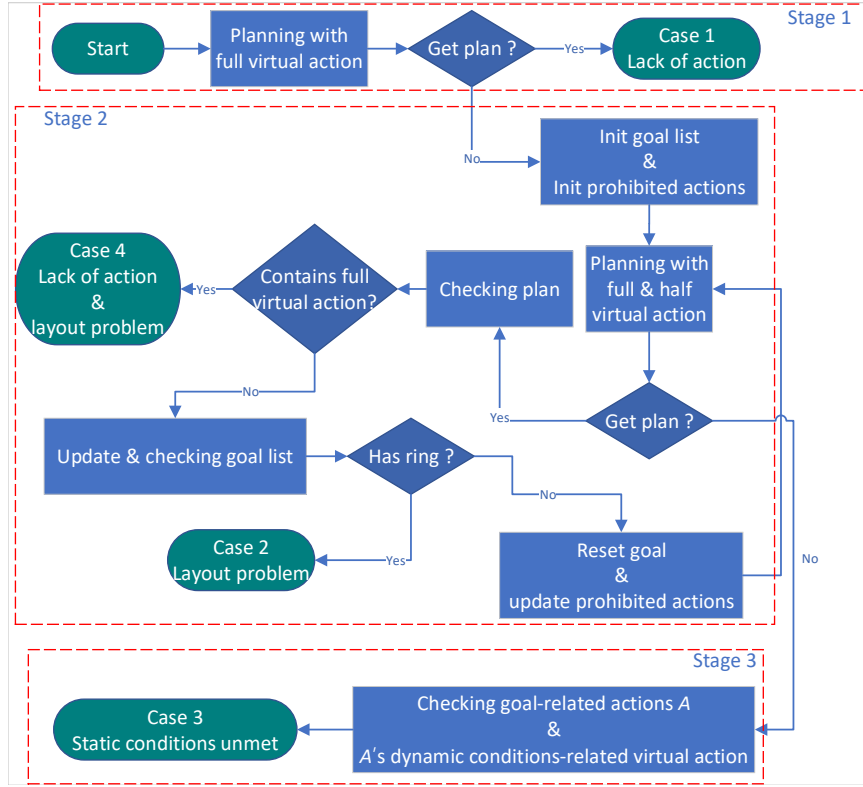 Stage 1
Start
Planning with
full virtual action
Get plan ?
Yes
Case 1
Lack of action
No
Stage 2
Init goal list
&
Init prohibited actions
Planning with
full & half
virtual action
Get plan ?
Yes
Checking plan
Contains full
virtual action?
Yes
Case 4
Lack of action
&
layout problem
No
Update & checking goal list
Has ring ?
Yes
Case 2
Layout problem
No
Reset goal
&
update prohibited actions
No
Stage 3
Checking goal-related actions A
&
A's dynamic conditions-related virtual action
Case 3
Static conditions unmet